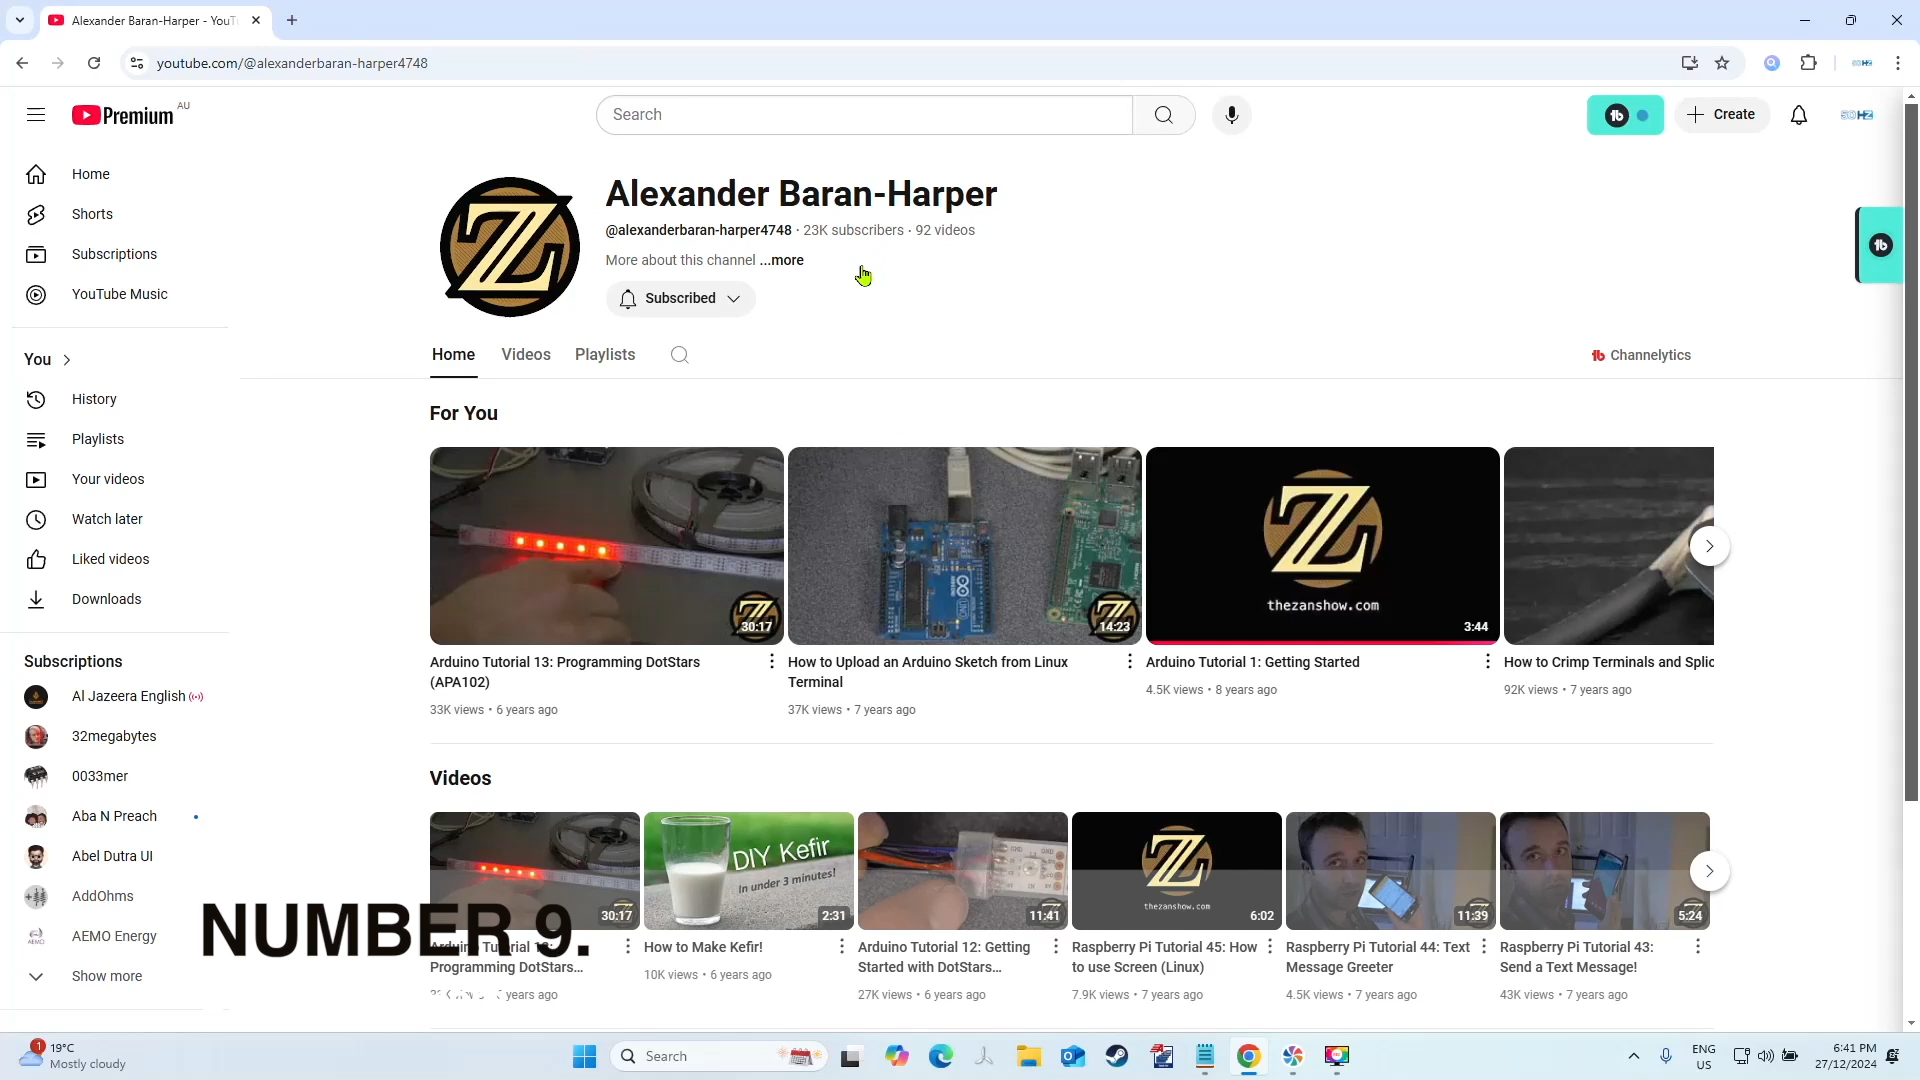 Alexander Baran-Harper - YouT
youtube.com/@alexanderbaran-harper4748
Premium AU
Search
Create
Home
Shorts
Subscriptions
YouTube Music
You
History
Playlists
Your videos
Watch later
Liked videos
Downloads
Subscriptions
Al Jazeera English
32megabytes
0033mer
Aba N Preach
Abel Dutra UI
AddOhms
AEMO Energy
Show more
Alexander Baran-Harper
@alexanderbaran-harper4748 · 23K subscribers · 92 videos
More about this channel ...more
Subscribed
Home Videos Playlists
Channelytics
For You
30:17
14:23
thezanshow.com
3:44
Arduino Tutorial 13: Programming DotStars
(APA102)
33K views • 6 years ago
How to Upload an Arduino Sketch from Linux
Terminal
37K views • 7 years ago
Arduino Tutorial 1: Getting Started
4.5K views • 8 years ago
How to Crimp Terminals and Splic
92K views • 7 years ago
Videos
30:17
DIY Kefir
In under 3 minutes!
2:31
11:41
thezanshow.com
6:02
11:39
5:24
Programming DotStars...
years ago
How to Make Kefir!
10K views • 6 years ago
Arduino Tutorial 12: Getting
Started with DotStars...
27K views • 6 years ago
Raspberry Pi Tutorial 45: How
to use Screen (Linux)
7.9K views • 7 years ago
Raspberry Pi Tutorial 44: Text
Message Greeter
4.5K views • 7 years ago
Raspberry Pi Tutorial 43:
Send a Text Message!
43K views • 7 years ago
NUMBER 9.
1
19°C
Mostly cloudy
Search
ENG
US
6:41 PM
27/12/2024